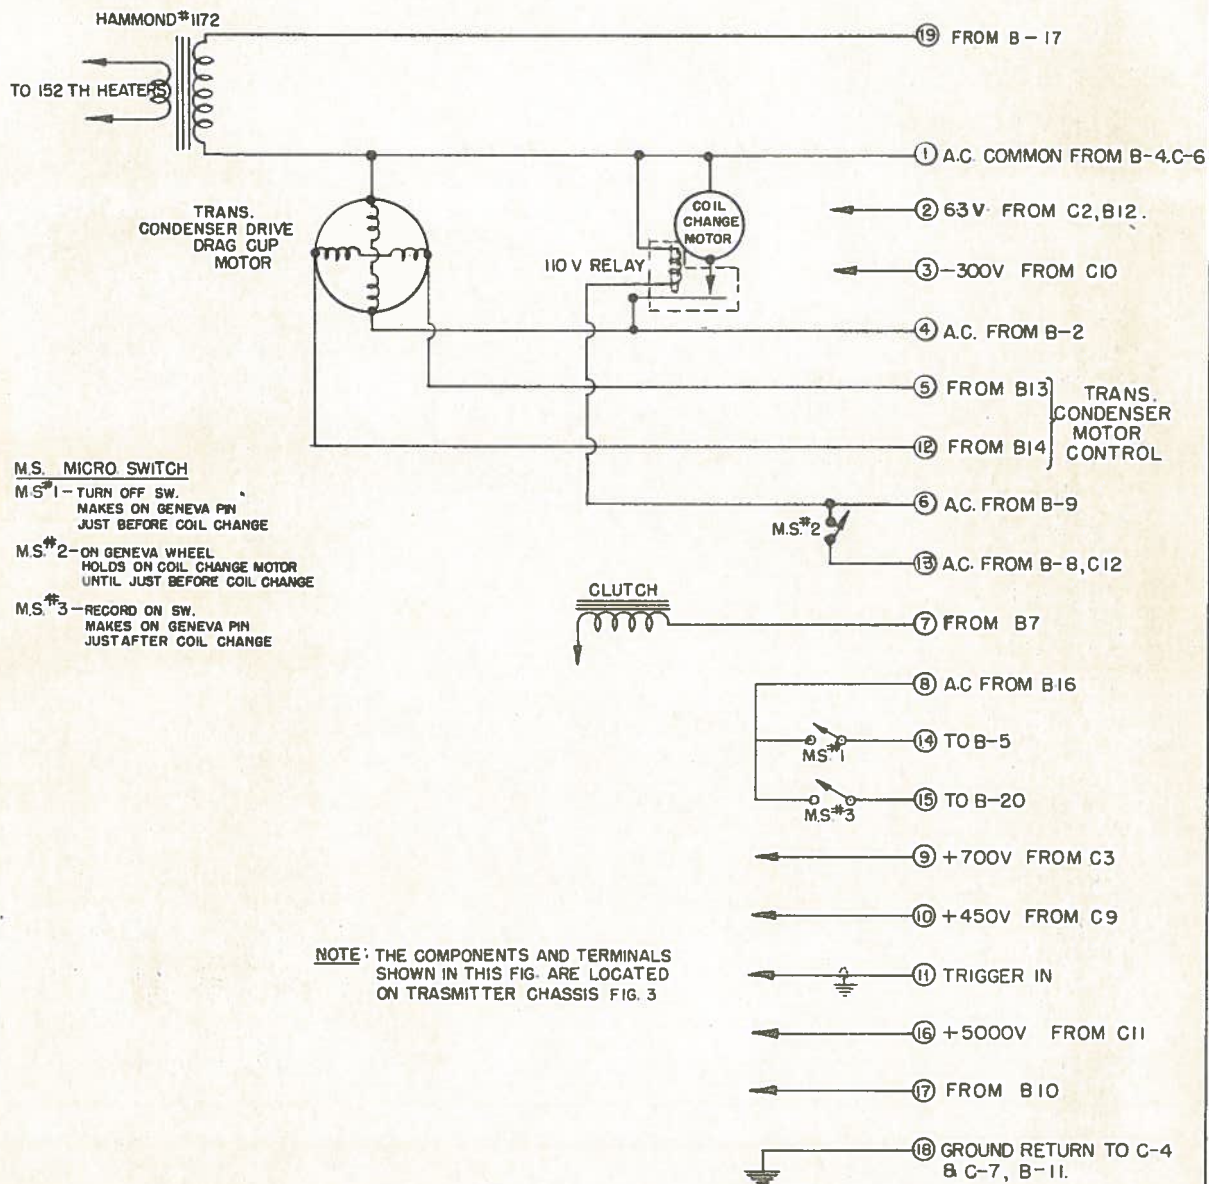 HAMMOND #1172
TO 152 TH HEATERS
19 FROM B-17
1 A.C. COMMON FROM B-4.C-6
TRANS.
CONDENSER DRIVE
DRAG CUP
MOTOR
COIL
CHANGE
MOTOR
110 V RELAY
2 63V FROM C2, B12.
3 -300V FROM C10
4 A.C. FROM B-2
5 FROM B13
12 FROM B14
TRANS.
CONDENSER
MOTOR
CONTROL
M.S. MICRO SWITCH
M.S#1- TURN OFF SW.
MAKES ON GENEVA PIN
JUST BEFORE COIL CHANGE
M.S.#2- ON GENEVA WHEEL
HOLDS ON COIL CHANGE MOTOR
UNTIL JUST BEFORE COIL CHANGE
M.S.#3- RECORD ON SW.
MAKES ON GENEVA PIN
JUST AFTER COIL CHANGE
6 A.C. FROM B-9
M.S.#2
13 A.C. FROM B-8, C12
CLUTCH
7 FROM B7
8 A.C FROM B16
14 TO B-5
M.S.#1
15 TO B-20
M.S.#3
9 +700V FROM C3
10 +450V FROM C9
11 TRIGGER IN
16 +5000V FROM C11
17 FROM B10
18 GROUND RETURN TO C-4
& C-7, B-11.
NOTE: THE COMPONENTS AND TERMINALS
SHOWN IN THIS FIG. ARE LOCATED
ON TRASMITTER CHASSIS FIG. 3